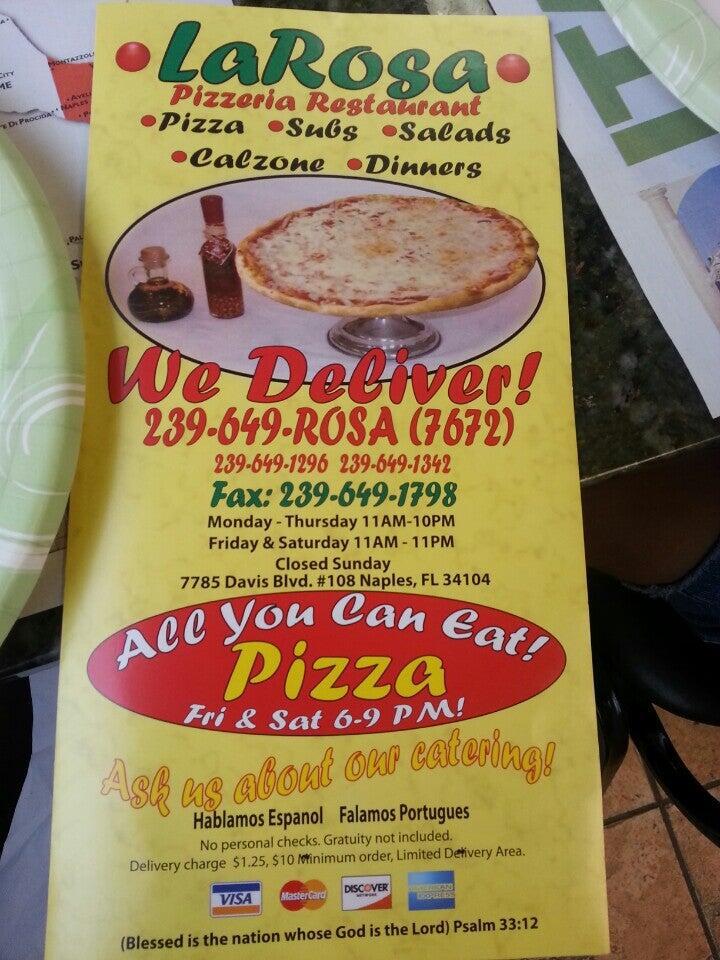 LaRosa
Pizzeria Restaurant
•Pizza •Subs •Salads
•Calzone •Dinners
We Deliver!
239-649-ROSA (7672)
239-649-1296 239-649-1342
Fax: 239-649-1798
Monday - Thursday 11AM-10PM
Friday & Saturday 11AM - 11PM
Closed Sunday
7785 Davis Blvd. #108 Naples, FL 34104
All You Can Eat!
Pizza
Fri & Sat 6-9 PM!
Ask us about our catering!
Hablamos Espanol Falamos Portugues
No personal checks. Gratuity not included.
Delivery charge $1.25, $10 Minimum order, Limited Delivery Area.
VISA MasterCard DISCOVER NETWORK AMERICAN EXPRESS
(Blessed is the nation whose God is the Lord) Psalm 33:12